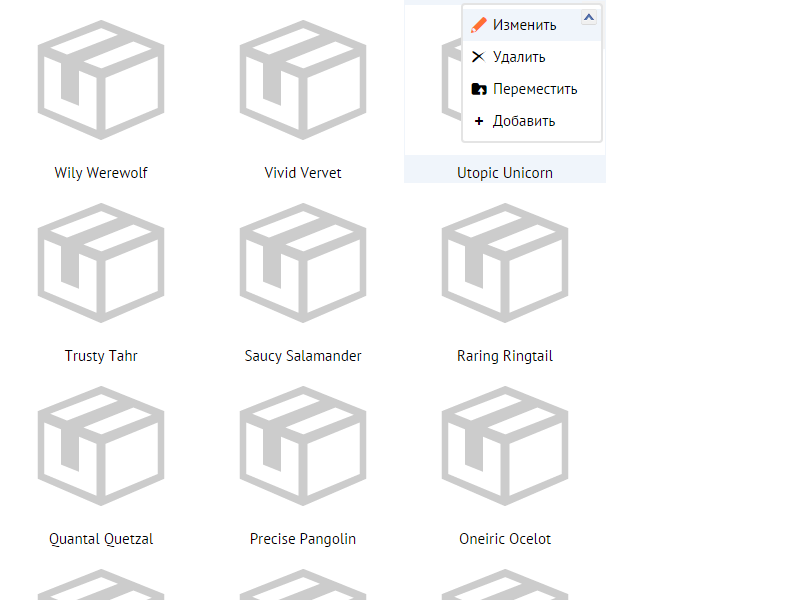 Изменить
Удалить
Переместить
Добавить
Wily Werewolf
Vivid Vervet
Utopic Unicorn
Trusty Tahr
Saucy Salamander
Raring Ringtail
Quantal Quetzal
Precise Pangolin
Oneiric Ocelot